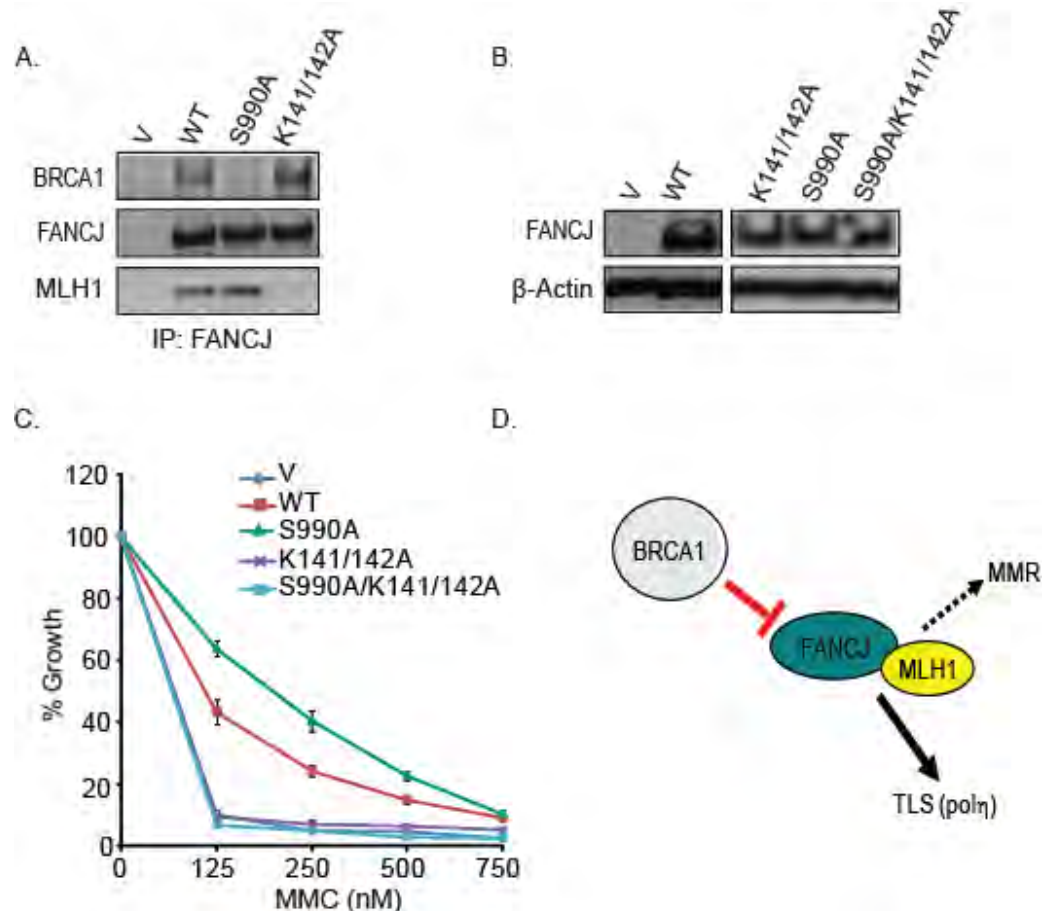 A.
V WT S990A K141/142A
BRCA1
FANCJ
MLH1
IP: FANCJ
B.
V WT K141/142A S990A S990A/K141/142A
FANCJ
β-Actin
C.
V
WT
S990A
K141/142A
S990A/K141/142A
120
100
80
60
40
20
0
% Growth
0 125 250 500 750
MMC (nM)
D.
BRCA1
MMR
FANCJ
MLH1
TLS (polη)